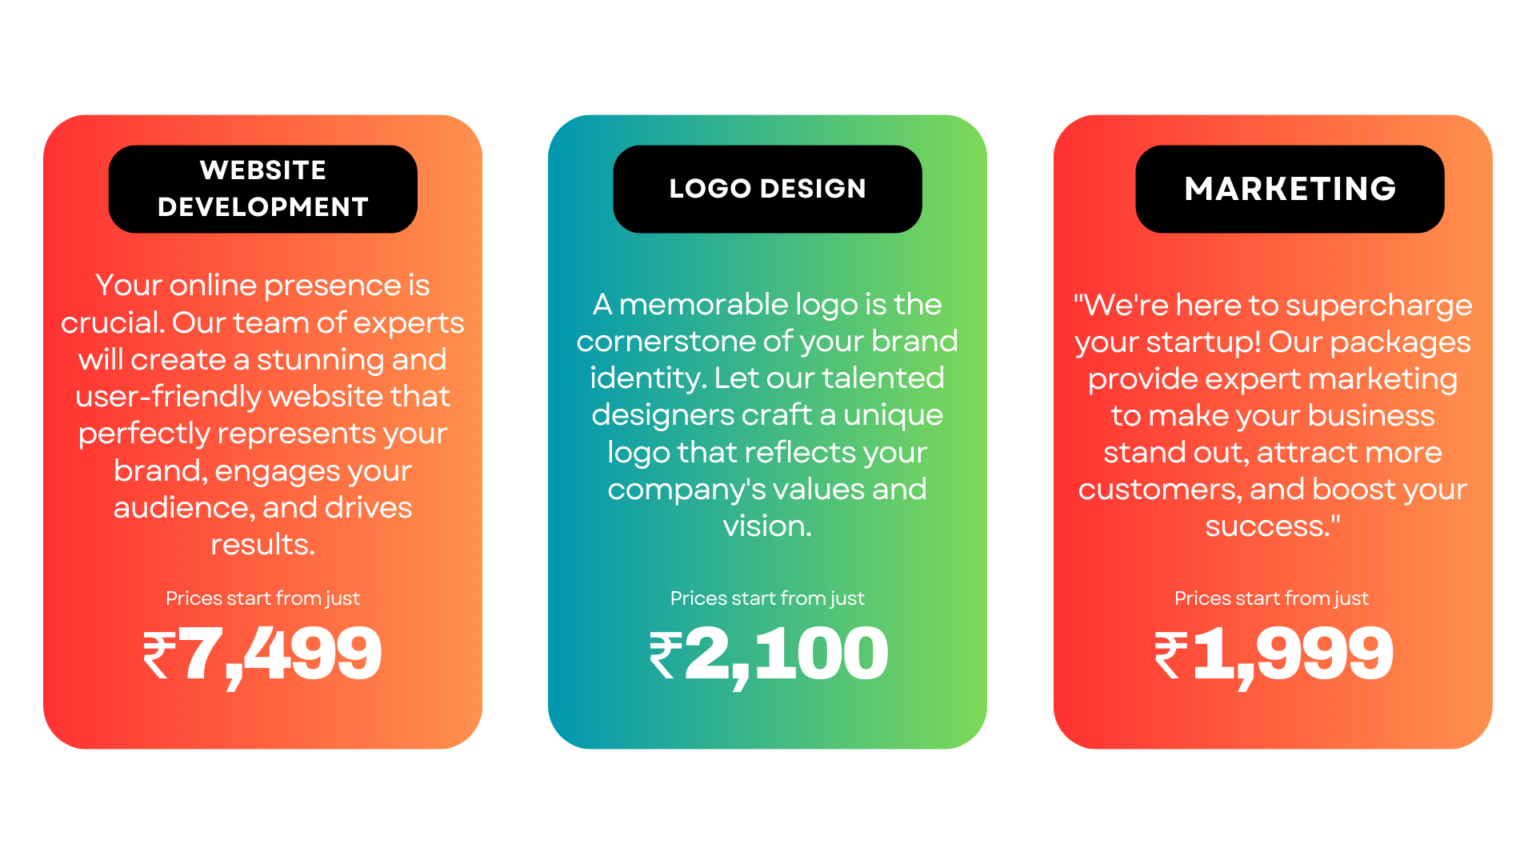 WEBSITE
DEVELOPMENT
Your online presence is
crucial. Our team of experts
will create a stunning and
user-friendly website that
perfectly represents your
brand, engages your
audience, and drives
results.
Prices start from just
₹7,499
LOGO DESIGN
A memorable logo is the
cornerstone of your brand
identity. Let our talented
designers craft a unique
logo that reflects your
company's values and
vision.
Prices start from just
₹2,100
MARKETING
"We're here to supercharge
your startup! Our packages
provide expert marketing
to make your business
stand out, attract more
customers, and boost your
success."
Prices start from just
₹1,999